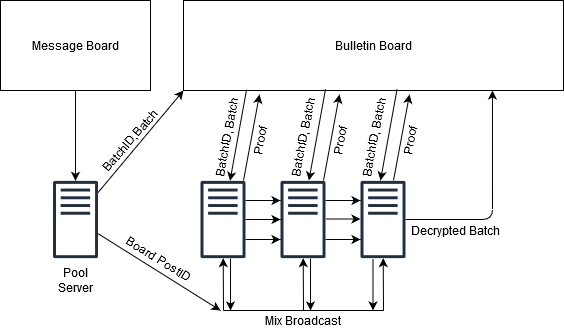 Message Board
Bulletin Board
BatchID,Batch
BatchID, Batch
Proof
BatchID, Batch
Proof
BatchID, Batch
Proof
Pool
Server
Board PostID
Decrypted Batch
Mix Broadcast